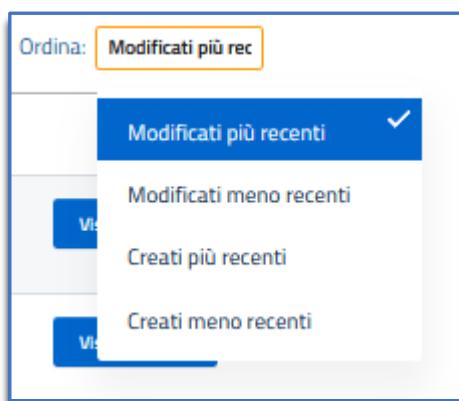 Ordina: Modificati più rec
Modificati più recenti
Modificati meno recenti
Creati più recenti
Creati meno recenti